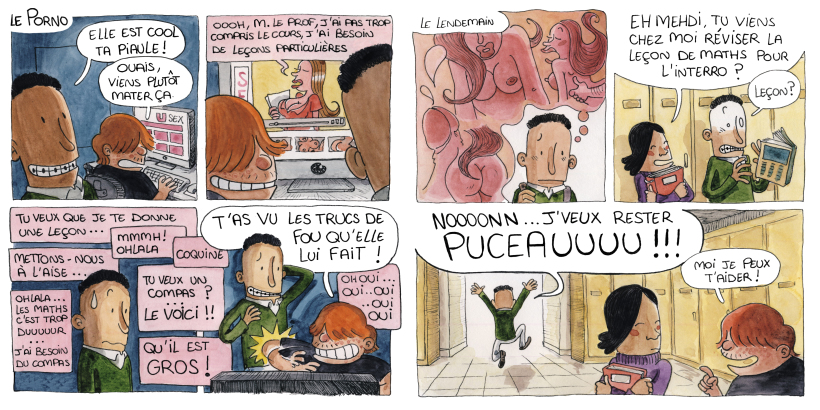 LE PORNO
ELLE EST COOL
TA PIAULE !
OUAIS,
VIENS PLUTÔT
MATER ÇA.
SEX
OOOH, M. LE PROF, J'AI PAS TROP
COMPRIS LE COURS, J'AI BESOIN
DE LEÇONS PARTICULIÈRES
TU VEUX QUE JE TE DONNE
UNE LEÇON ...
MMMH !
OHLALA
COQUINE
METTONS-NOUS
À L'AISE ...
OHLALA ...
LES MATHS
C'EST TROP
DUUUUUR
....
J'AI BESOIN
DU COMPAS
TU VEUX UN
COMPAS ?
...
LE VOICI !!
QU'IL EST
GROS !
T'AS VU LES TRUCS DE
FOU QU'ELLE
LUI FAIT !
OH OUI ...
OUI..OUI
..OUI
OUI
LE LENDEMAIN
EH MEHDI, TU VIENS
CHEZ MOI RÉVISER LA
LEÇON DE MATHS POUR
L'INTERRO ?
LEÇON ?
NOOOONN ... J'VEUX RESTER
PUCEAUUUU !!!
MOI JE PEUX
T'AIDER !